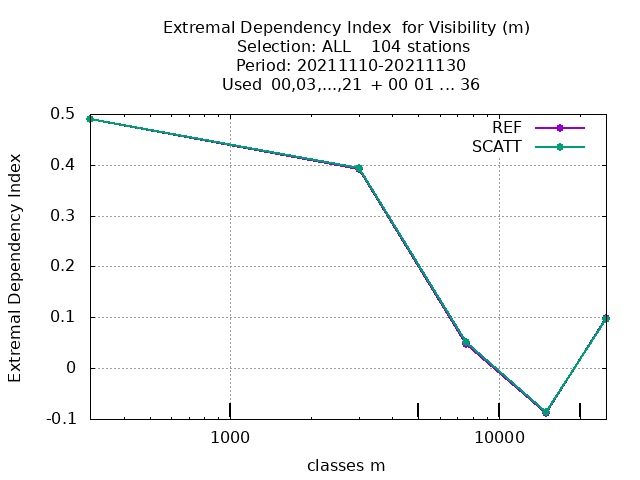 Extremal Dependency Index  for Visibility (m)
Selection: ALL    104 stations
Period: 20211110-20211130
Used  00,03,...,21  + 00 01 ... 36
REF
SCATT
0.5
0.4
0.3
0.2
0.1
0
-0.1
Extremal Dependency Index
1000
10000
classes m